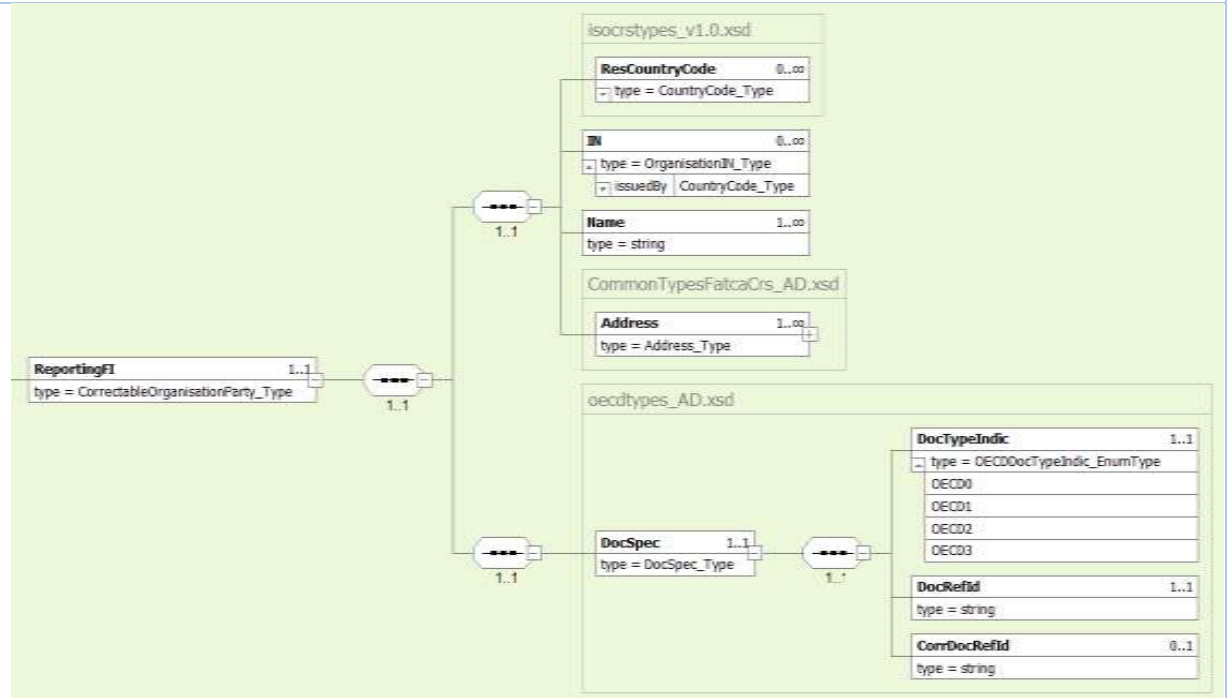 isocrstypes_v1.0.xsd
ResCountryCode 0..∞
type = CountryCode_Type
IN 0..∞
type = OrganisationIN_Type
issuedBy CountryCode_Type
1..1
Name 1..∞
type = string
CommonTypesFatcaCrs_AD.xsd
Address 1..∞
type = Address_Type
ReportingFI 1..1
type = CorrectableOrganisationParty_Type
1..1
oecdtypes_AD.xsd
DocTypeIndic 1..1
type = OECDDocTypeIndic_EnumType
OECD0
OECD1
OECD2
OECD3
DocSpec 1..1
type = DocSpec_Type
1..1
1..1
DocRefId 1..1
type = string
CorrDocRefId 0..1
type = string